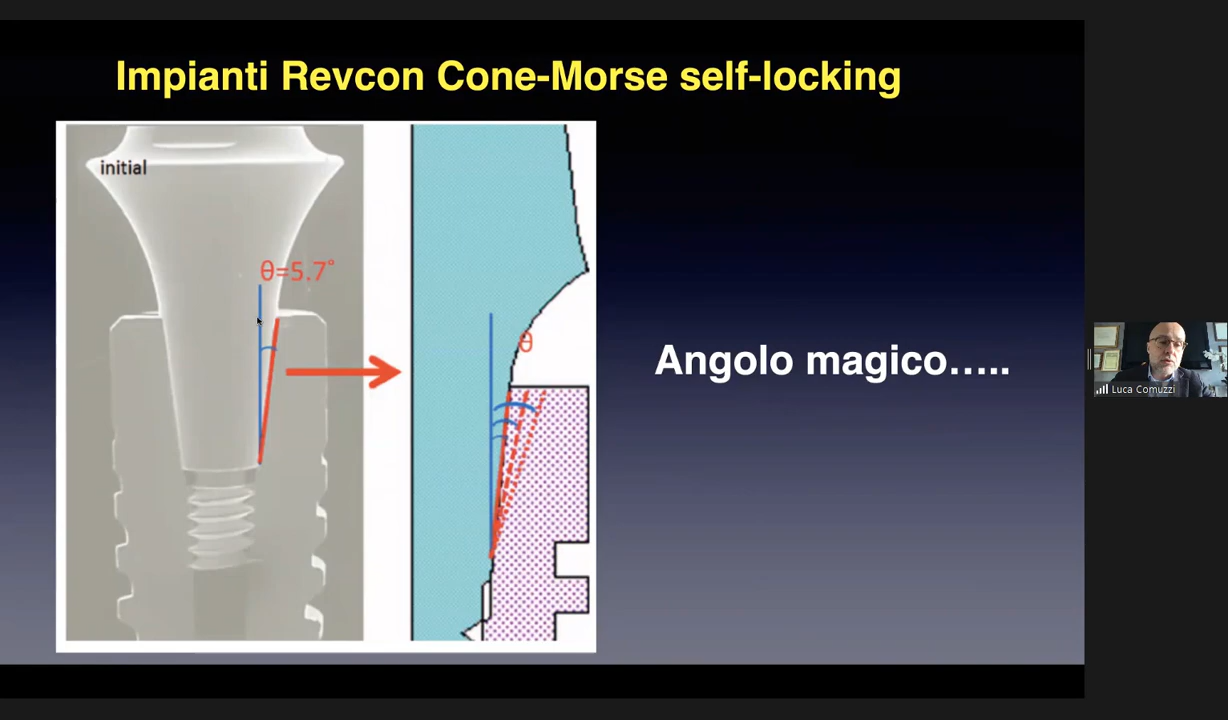 Impianti Revcon Cone-Morse self-locking
initial
θ=5.7°
θ
Angolo magico.....
Luca Comuzzi